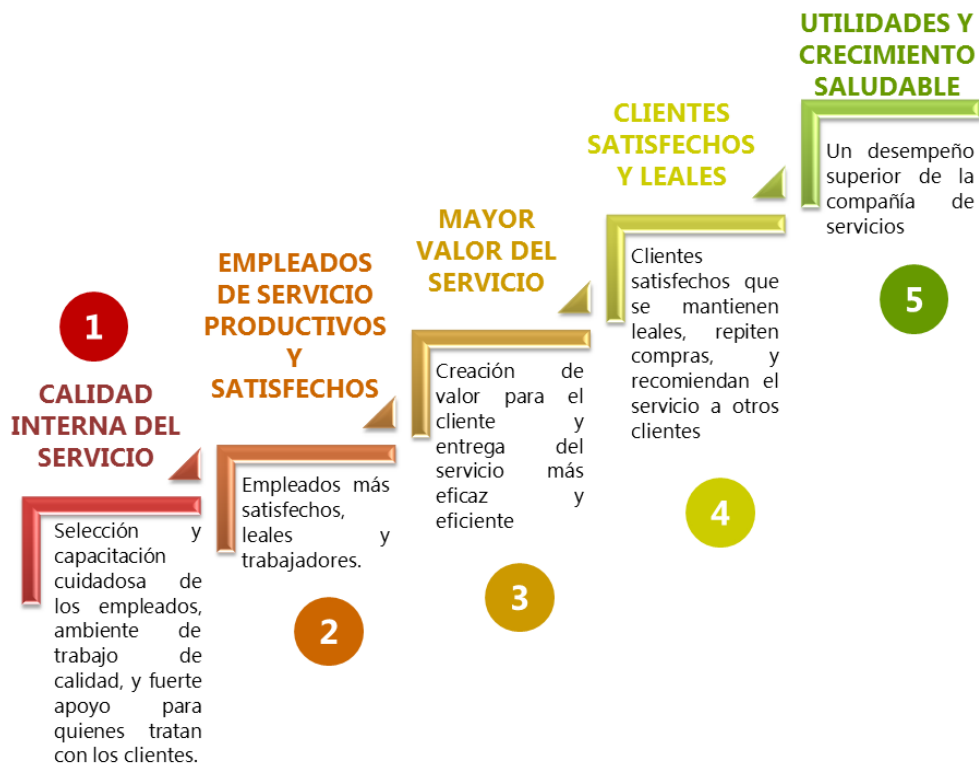 1
CALIDAD
INTERNA DEL
SERVICIO
Selección y
capacitación
cuidadosa de
los empleados,
ambiente de
trabajo de
calidad, y fuerte
apoyo para
quienes tratan
con los clientes.
EMPLEADOS
DE SERVICIO
PRODUCTIVOS
Y
SATISFECHOS
Empleados más
satisfechos,
leales y
trabajadores.
2
MAYOR
VALOR DEL
SERVICIO
Creación de
valor para el
cliente y
entrega del
servicio más
eficaz y
eficiente
3
CLIENTES
SATISFECHOS
Y LEALES
Clientes
satisfechos que
se mantienen
leales, repiten
compras, y
recomiendan el
servicio a otros
clientes
4
UTILIDADES Y
CRECIMIENTO
SALUDABLE
Un desempeño
superior de la
compañía de
servicios
5